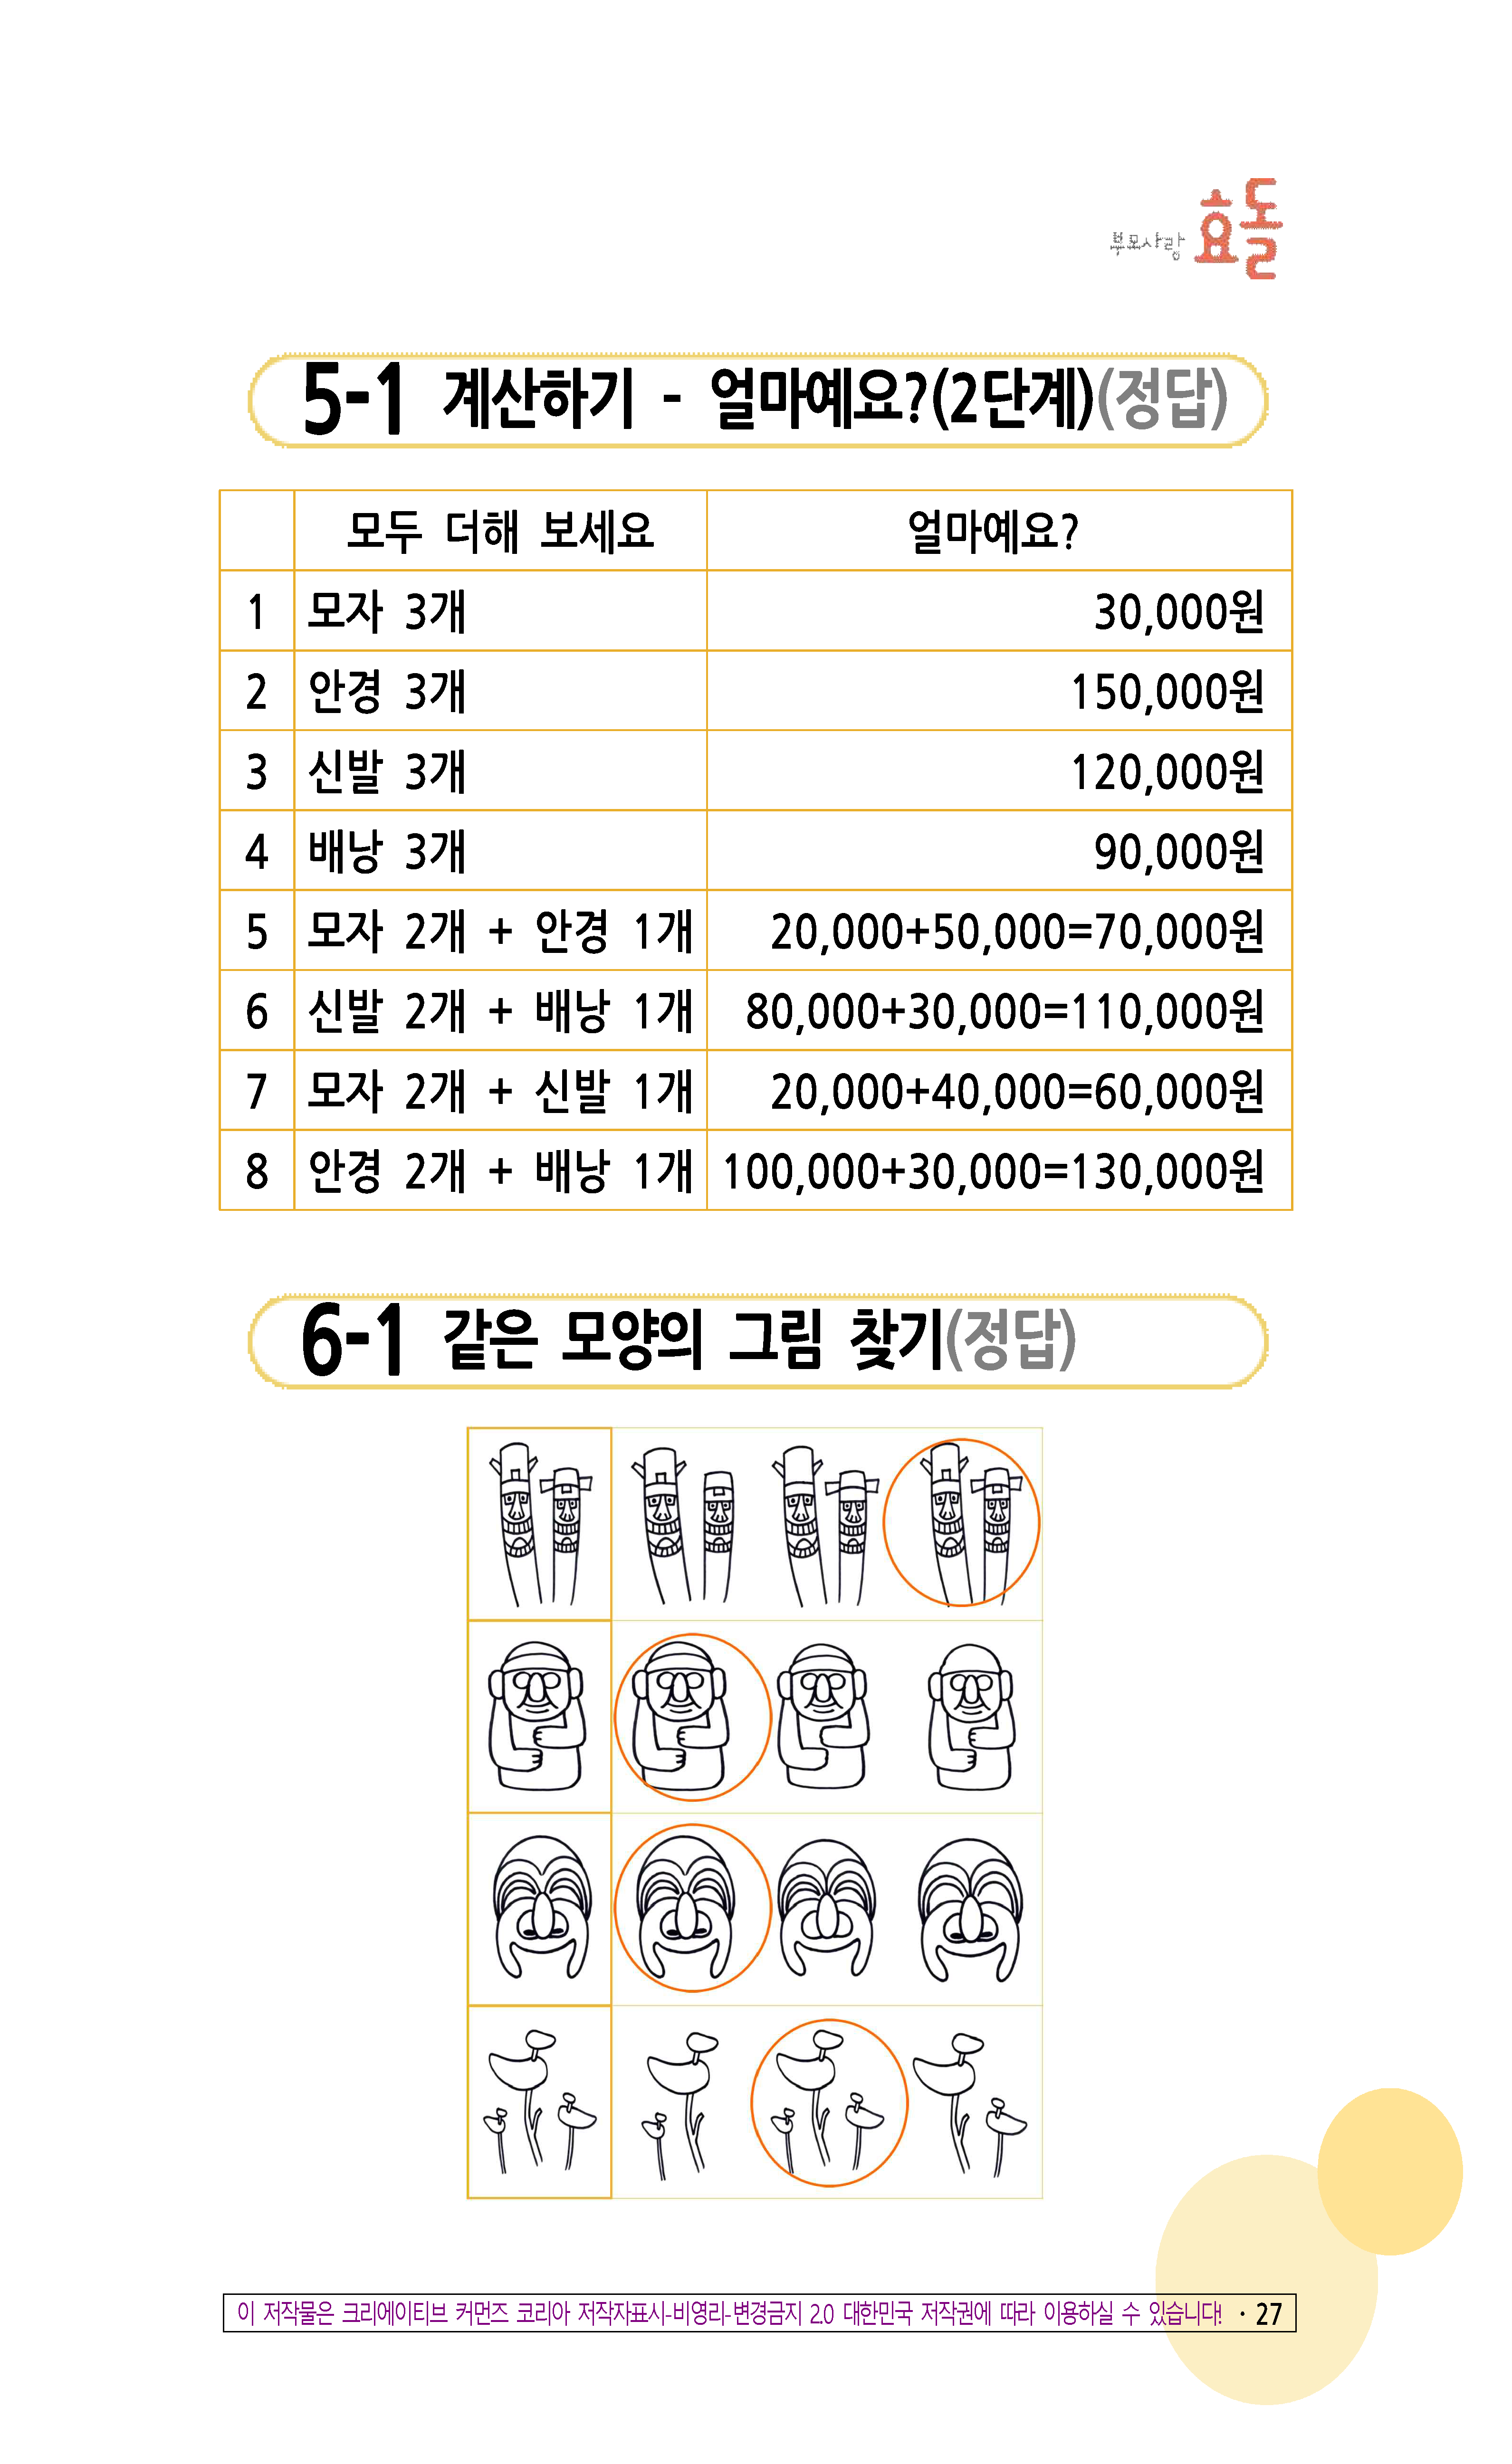 부모사랑 효돌
5-1 계산하기 - 얼마예요?(2단계)(정답)
모두 더해 보세요 얼마예요?
1 모자 3개 30,000원
2 안경 3개 150,000원
3 신발 3개 120,000원
4 배낭 3개 90,000원
5 모자 2개 + 안경 1개 20,000+50,000=70,000원
6 신발 2개 + 배낭 1개 80,000+30,000=110,000원
7 모자 2개 + 신발 1개 20,000+40,000=60,000원
8 안경 2개 + 배낭 1개 100,000+30,000=130,000원
6-1 같은 모양의 그림 찾기(정답)
이 저작물은 크리에이티브 커먼즈 코리아 저작자표시-비영리-변경금지 2.0 대한민국 저작권에 따라 이용하실 수 있습니다! · 27